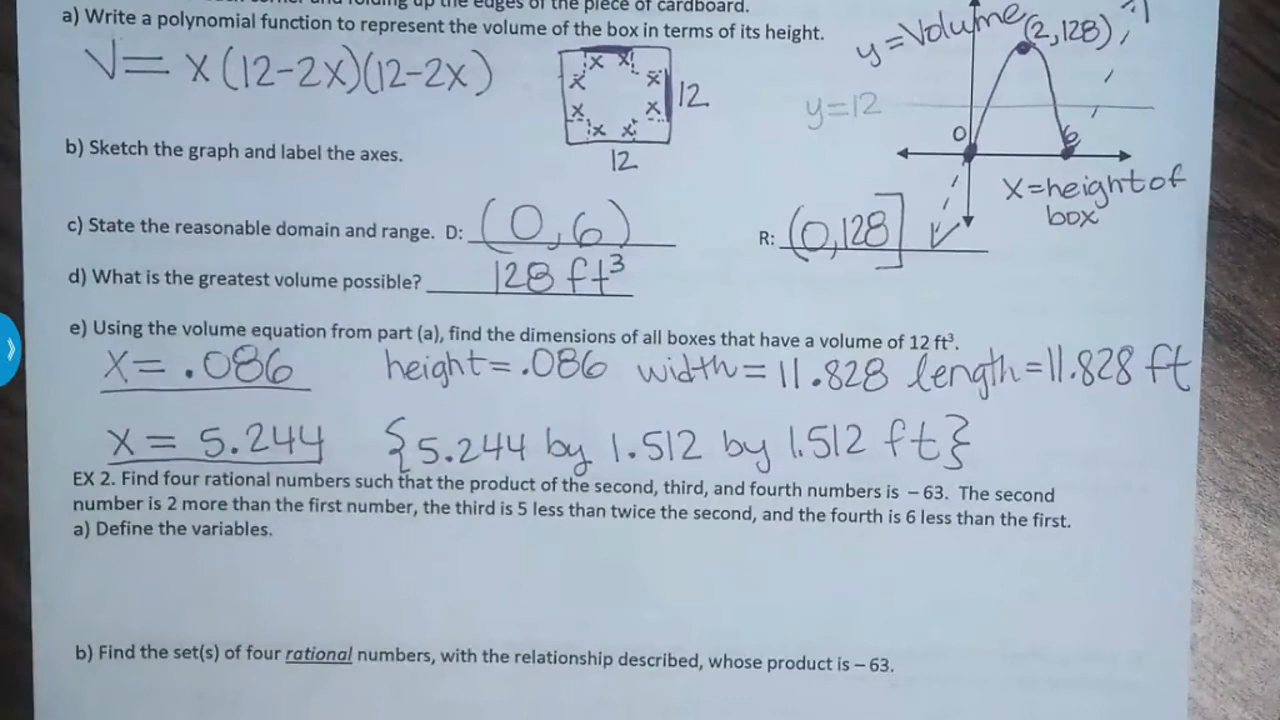 each corner and folding up the edges of the piece of cardboard.
a) Write a polynomial function to represent the volume of the box in terms of its height.
V = x(12-2x)(12-2x)
x x
x x 12
x x
x x
12
y = Volume (2,128)
y=12
0 6
x=height of
box
b) Sketch the graph and label the axes.
c) State the reasonable domain and range. D: (0,6) R: (0,128]
d) What is the greatest volume possible? 128 ft³
e) Using the volume equation from part (a), find the dimensions of all boxes that have a volume of 12 ft³.
x = .086 height = .086 width = 11.828 length = 11.828 ft
x = 5.244 {5.244 by 1.512 by 1.512 ft}
EX 2. Find four rational numbers such that the product of the second, third, and fourth numbers is – 63. The second
number is 2 more than the first number, the third is 5 less than twice the second, and the fourth is 6 less than the first.
a) Define the variables.
b) Find the set(s) of four rational numbers, with the relationship described, whose product is – 63.